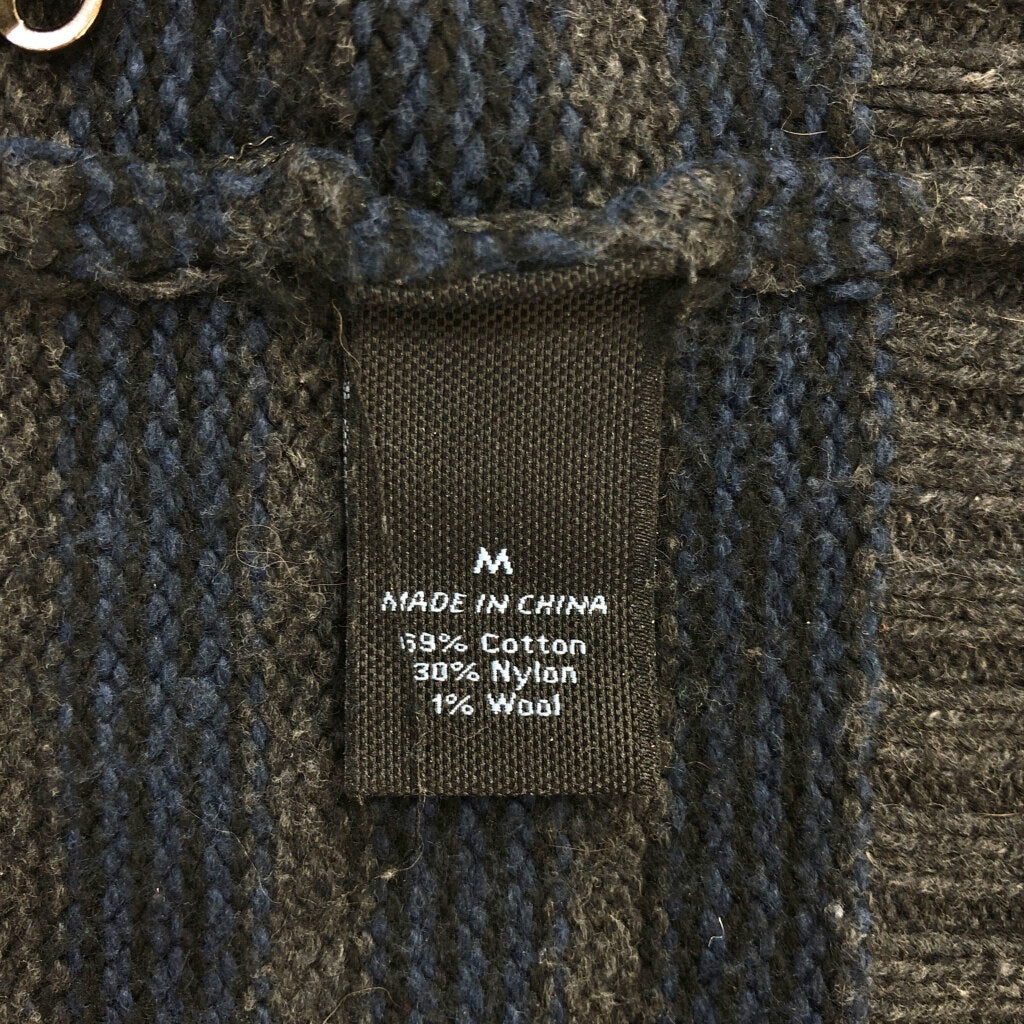 M
MADE IN CHINA
69% Cotton
30% Nylon
1% Wool